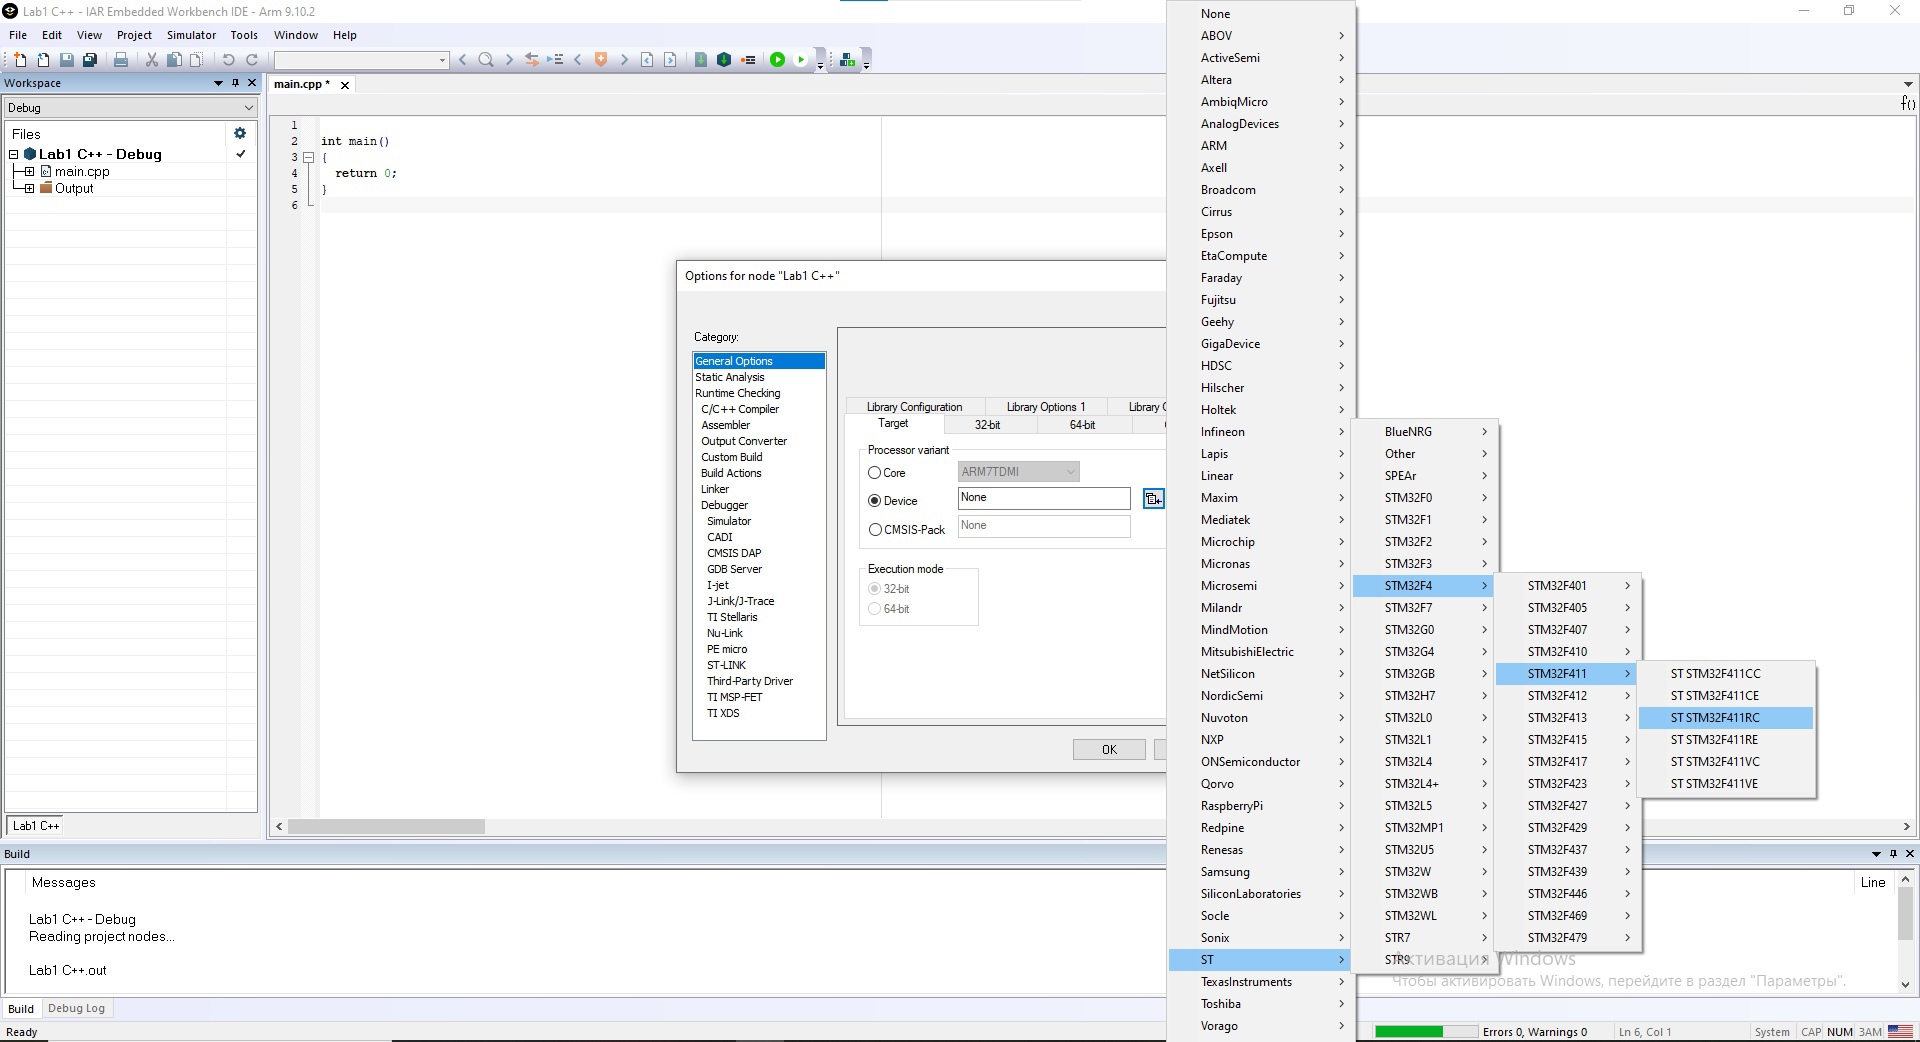 Lab1 C++ - IAR Embedded Workbench IDE - Arm 9.10.2
File Edit View Project Simulator Tools Window Help
Workspace
main.cpp *
Debug
f()
Files
Lab1 C++ - Debug
main.cpp
Output
Lab1 C++
1
2 int main()
3 {
4 return 0;
5 }
6
Options for node "Lab1 C++"
Category:
General Options
Static Analysis
Runtime Checking
C/C++ Compiler
Assembler
Output Converter
Custom Build
Build Actions
Linker
Debugger
Simulator
CADI
CMSIS DAP
GDB Server
I-jet
J-Link/J-Trace
TI Stellaris
Nu-Link
PE micro
ST-LINK
Third-Party Driver
TI MSP-FET
TI XDS
Library Configuration Library Options 1 Library
Target 32-bit 64-bit
Processor variant
Core ARM7TDMI
Device None
CMSIS-Pack None
Execution mode
32-bit
64-bit
OK
None
ABOV
ActiveSemi
Altera
AmbiqMicro
AnalogDevices
ARM
Axell
Broadcom
Cirrus
Epson
EtaCompute
Faraday
Fujitsu
Geehy
GigaDevice
HDSC
Hilscher
Holtek
Infineon
Lapis
Linear
Maxim
Mediatek
Microchip
Micronas
Microsemi
Milandr
MindMotion
MitsubishiElectric
NetSilicon
NordicSemi
Nuvoton
NXP
ONSemiconductor
Qorvo
RaspberryPi
Redpine
Renesas
Samsung
SiliconLaboratories
Socle
Sonix
ST
TexasInstruments
Toshiba
Vorago
BlueNRG
Other
SPEAr
STM32F0
STM32F1
STM32F2
STM32F3
STM32F4
STM32F7
STM32G0
STM32G4
STM32GB
STM32H7
STM32L0
STM32L1
STM32L4
STM32L4+
STM32L5
STM32MP1
STM32U5
STM32W
STM32WB
STM32WL
STR7
STR9
STM32F401
STM32F405
STM32F407
STM32F410
STM32F411
STM32F412
STM32F413
STM32F415
STM32F417
STM32F423
STM32F427
STM32F429
STM32F437
STM32F439
STM32F446
STM32F469
STM32F479
ST STM32F411CC
ST STM32F411CE
ST STM32F411RC
ST STM32F411RE
ST STM32F411VC
ST STM32F411VE
Build
Messages Line
Lab1 C++ - Debug
Reading project nodes...
Lab1 C++.out
Активация Windows
Чтобы активировать Windows, перейдите в раздел "Параметры".
Build Debug Log
Ready Errors 0, Warnings 0 Ln 6, Col 1 System CAP NUM ЗАМ